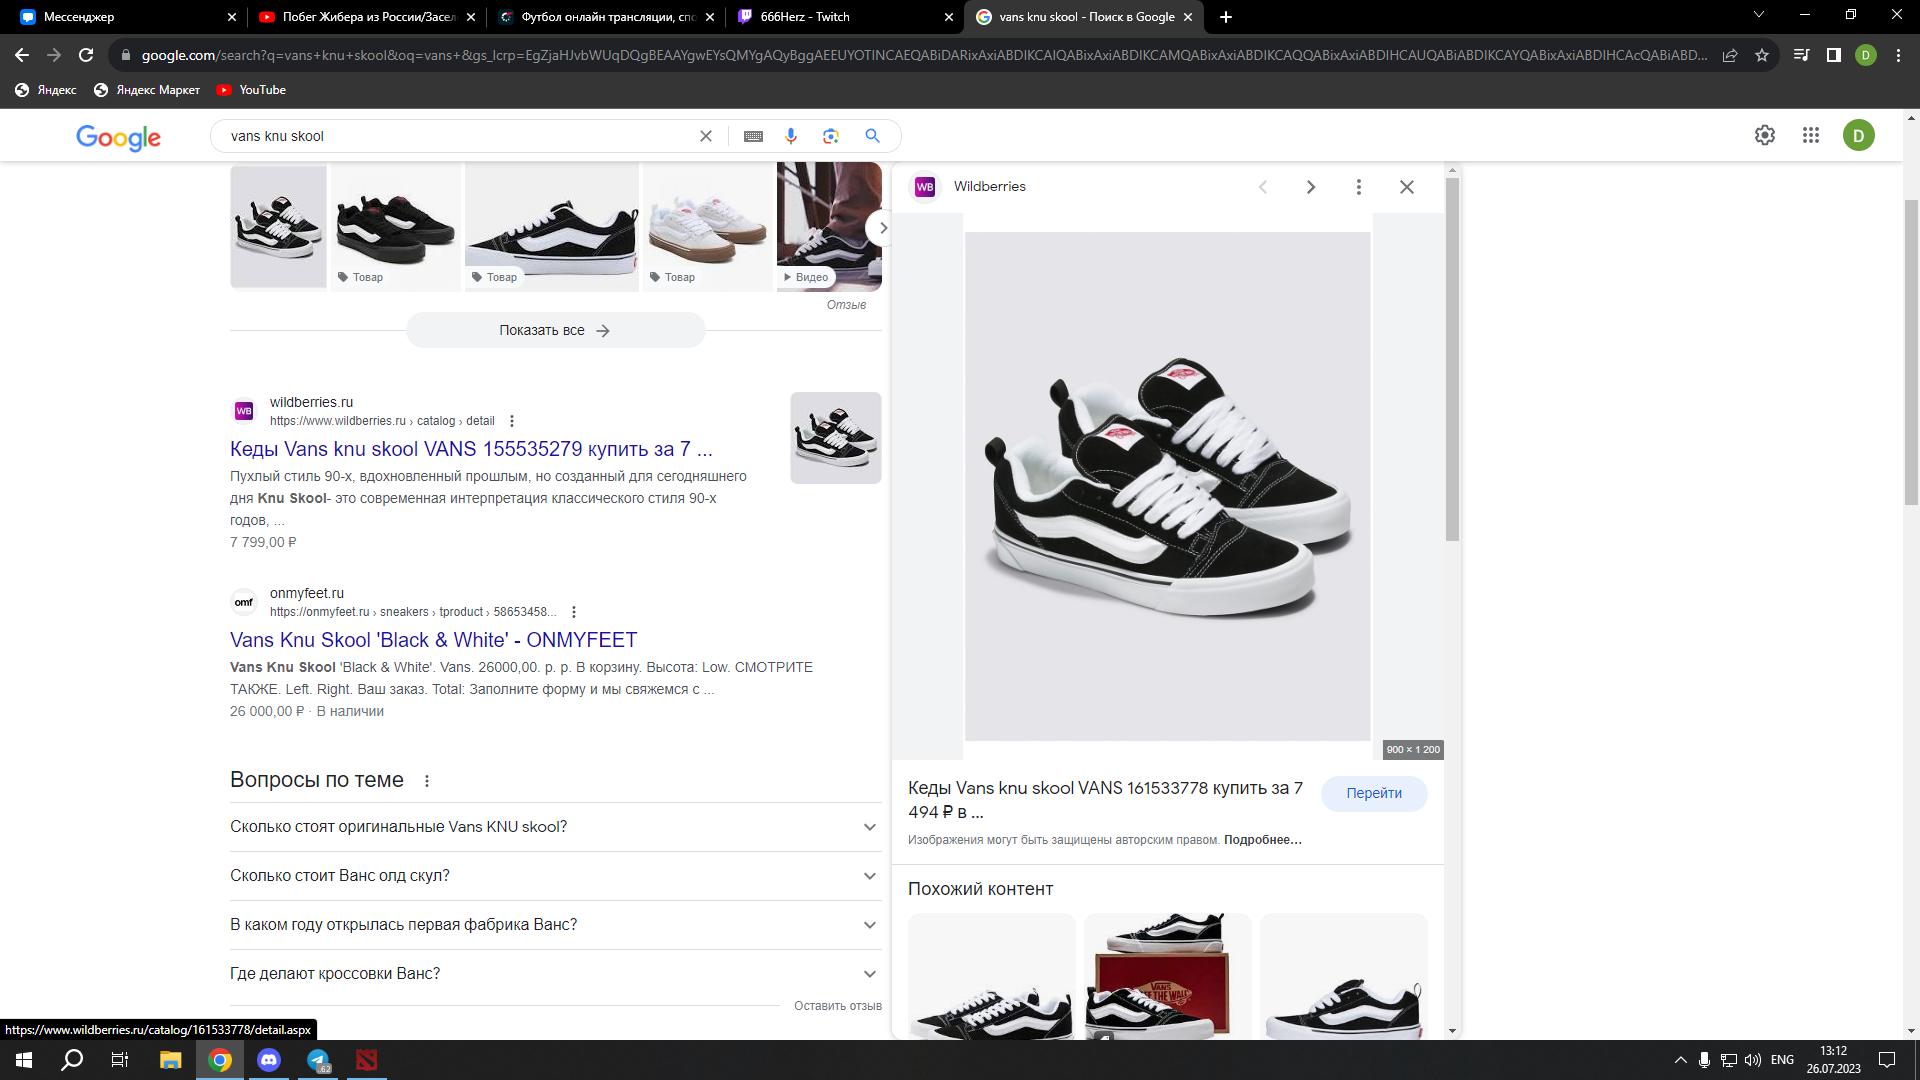 Мессенджер
Побег Жибера из России/Засел
Футбол онлайн трансляции, спо
666Herz - Twitch
vans knu skool - Поиск в Google
google.com/search?q=vans+knu+skool&oq=vans+&gs_lcrp=EgZjaHJvbWUqDQgBEAAYgwEYsQMYgAQyBggAEEUYOTINCAEQABiDARixAxiABDIKCAIQABixAxiABDIKCAMQABixAxiABDIKCAQQABixAxiABDIHCAUQABiABDIKCAYQABixAxiABDIHCAcQABiABD...
D
Яндекс
Яндекс Маркет
YouTube
Google
vans knu skool
D
Товар
Товар
Товар
Видео
Отзыв
Показать все
WB
wildberries.ru
https://www.wildberries.ru › catalog › detail
Кеды Vans knu skool VANS 155535279 купить за 7 ...
Пухлый стиль 90-х, вдохновленный прошлым, но созданный для сегодняшнего
дня Knu Skool- это современная интерпретация классического стиля 90-х
годов, ...
7 799,00 ₽
omf
onmyfeet.ru
https://onmyfeet.ru › sneakers › tproduct › 58653458...
Vans Knu Skool 'Black & White' - ONMYFEET
Vans Knu Skool 'Black & White'. Vans. 26000,00. р. р. В корзину. Высота: Low. СМОТРИТЕ
ТАКЖЕ. Left. Right. Ваш заказ. Total: Заполните форму и мы свяжемся с ...
26 000,00 ₽ · В наличии
Вопросы по теме
Сколько стоят оригинальные Vans KNU skool?
Сколько стоит Ванс олд скул?
В каком году открылась первая фабрика Ванс?
Где делают кроссовки Ванс?
Оставить отзыв
WB
Wildberries
900 × 1 200
Кеды Vans knu skool VANS 161533778 купить за 7
494 ₽ в ...
Перейти
Изображения могут быть защищены авторским правом. Подробнее...
Похожий контент
VANS
"OFF THE WALL"
https://www.wildberries.ru/catalog/161533778/detail.aspx
62
ENG
13:12
26.07.2023